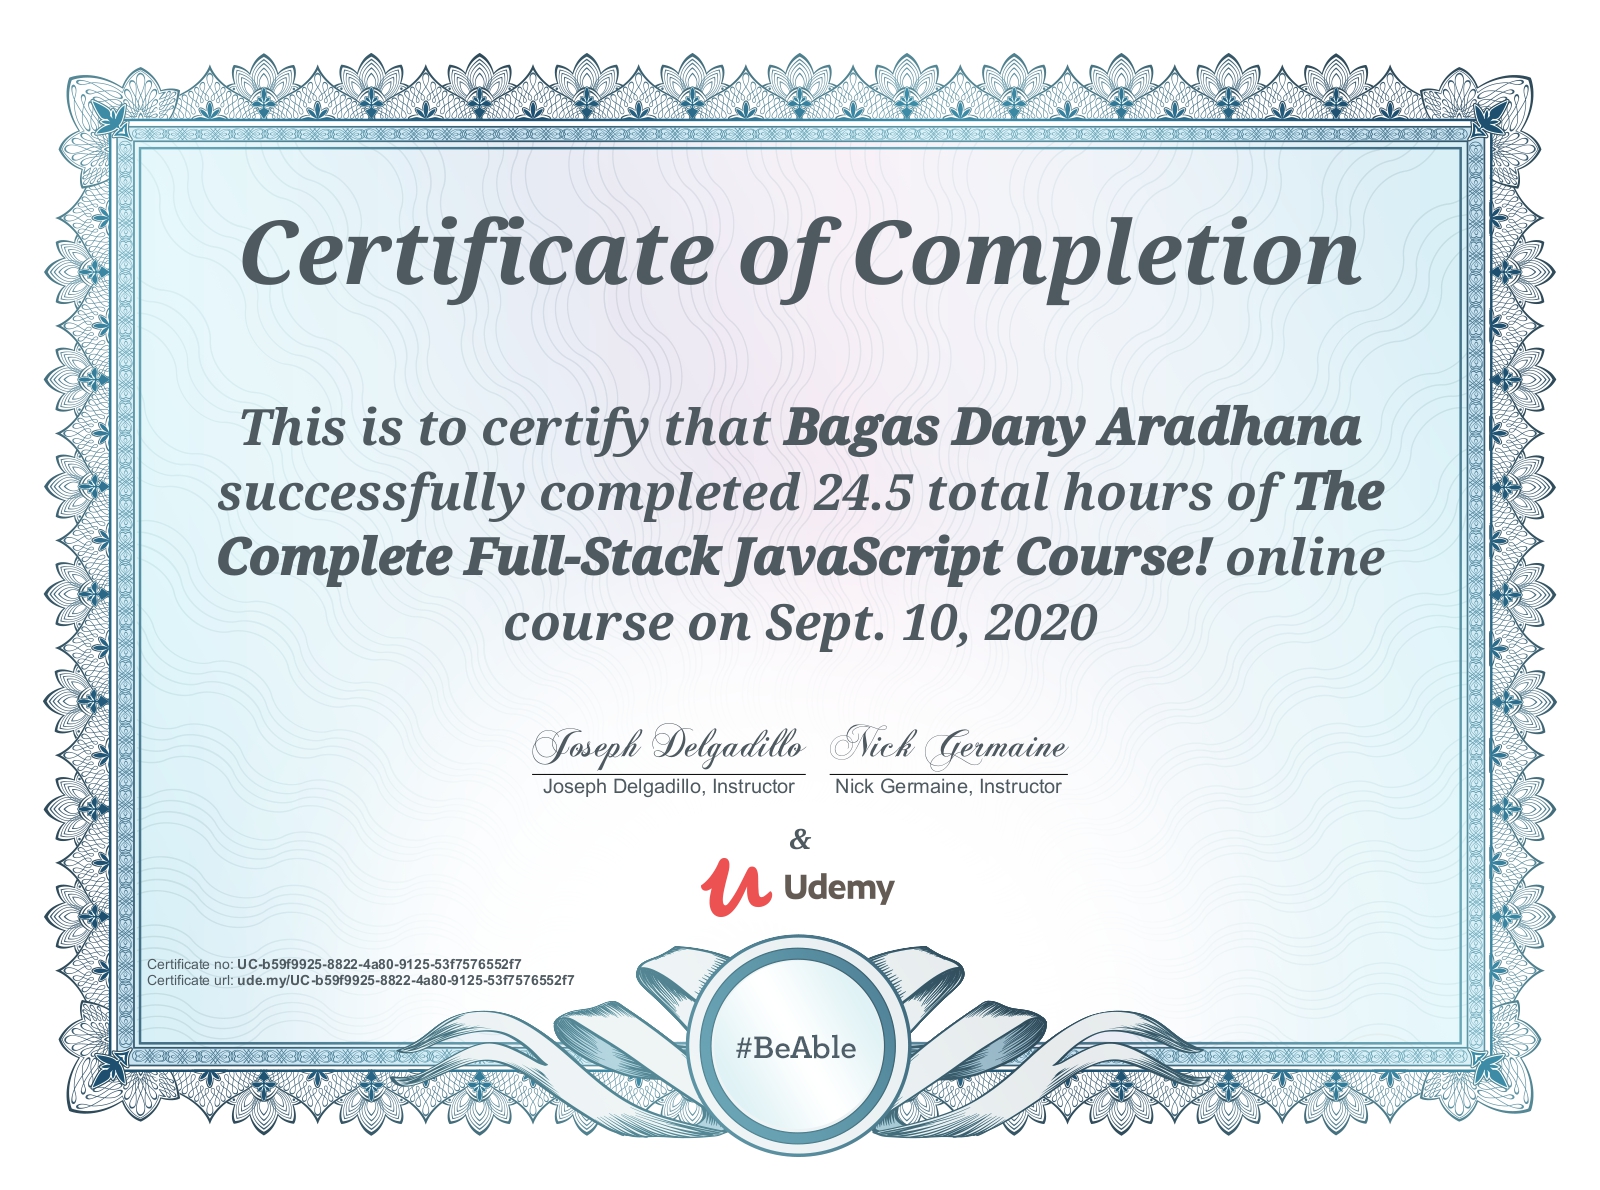 Certificate of Completion
This is to certify that Bagas Dany Aradhana
successfully completed 24.5 total hours of The
Complete Full-Stack JavaScript Course! online
course on Sept. 10, 2020
Joseph Delgadillo Nick Germaine
Joseph Delgadillo, Instructor Nick Germaine, Instructor
&
Udemy
Certificate no: UC-b59f9925-8822-4a80-9125-53f7576552f7
Certificate url: ude.my/UC-b59f9925-8822-4a80-9125-53f7576552f7
#BeAble